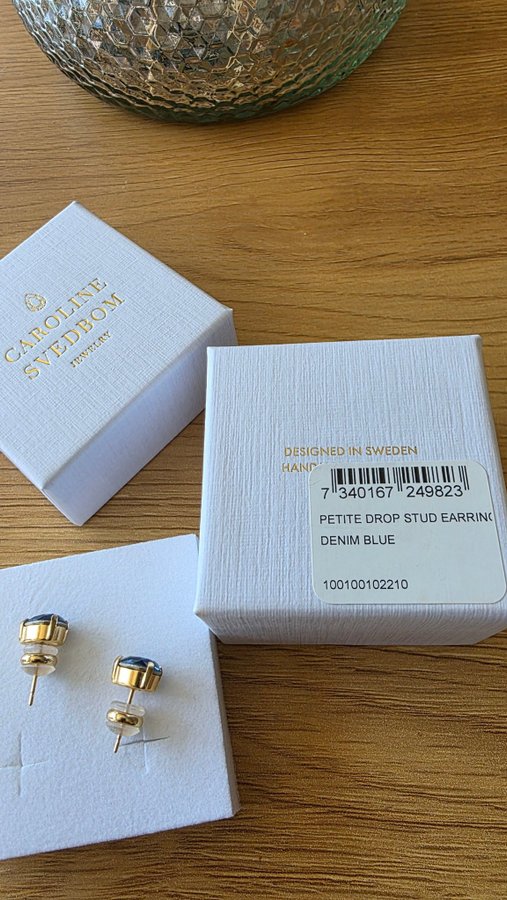 CAROLINE
SVEDBOM
JEWELRY
DESIGNED IN SWEDEN
7 340167 249823
PETITE DROP STUD EARRING
DENIM BLUE
100100102210